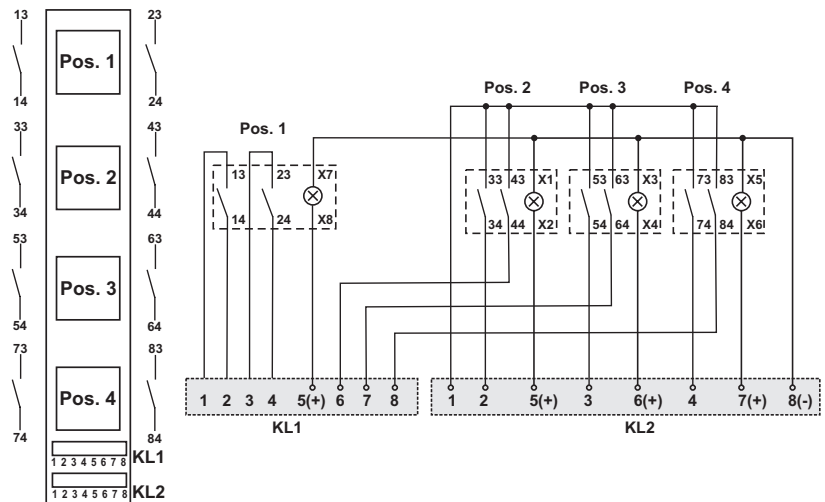 13 23
Pos. 1
14 24
33 43
Pos. 2
34 44
53 63
Pos. 3
54 64
73 83
Pos. 4
74 84
KL1
1 2 3 4 5 6 7 8
KL2
1 2 3 4 5 6 7 8
Pos. 2 Pos. 3 Pos. 4
Pos. 1
13 23 X7
14 24 X8
33 43 X1 53 63 X3 73 83 X5
34 44 X2 54 64 X4 74 84 X6
1 2 3 4 5(+) 6 7 8
KL1
1 2 5(+) 3 6(+) 4 7(+) 8(-)
KL2